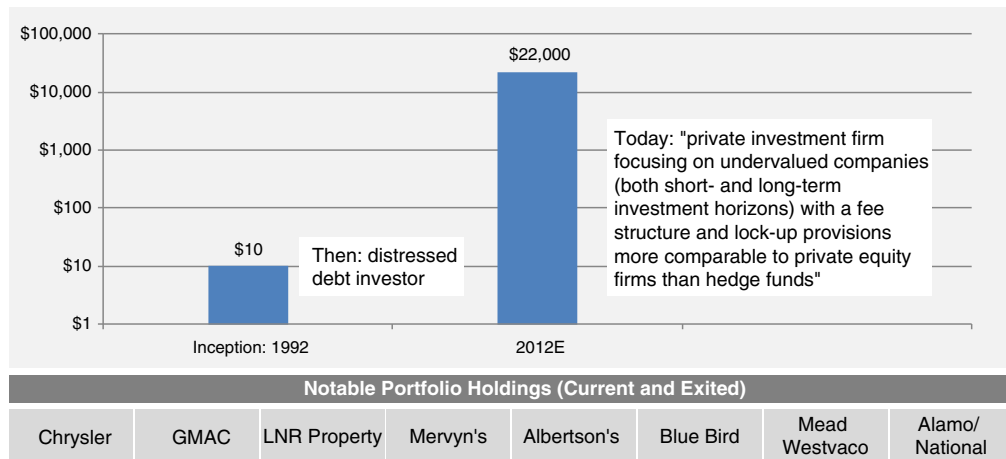 $100,000
$10,000
$1,000
$100
$10
$1
$22,000
$10
Then: distressed
debt investor
Today: "private investment firm
focusing on undervalued companies
(both short- and long-term
investment horizons) with a fee
structure and lock-up provisions
more comparable to private equity
firms than hedge funds"
Inception: 1992
2012E
Notable Portfolio Holdings (Current and Exited)
Chrysler
GMAC
LNR Property
Mervyn's
Albertson's
Blue Bird
Mead
Westvaco
Alamo/
National